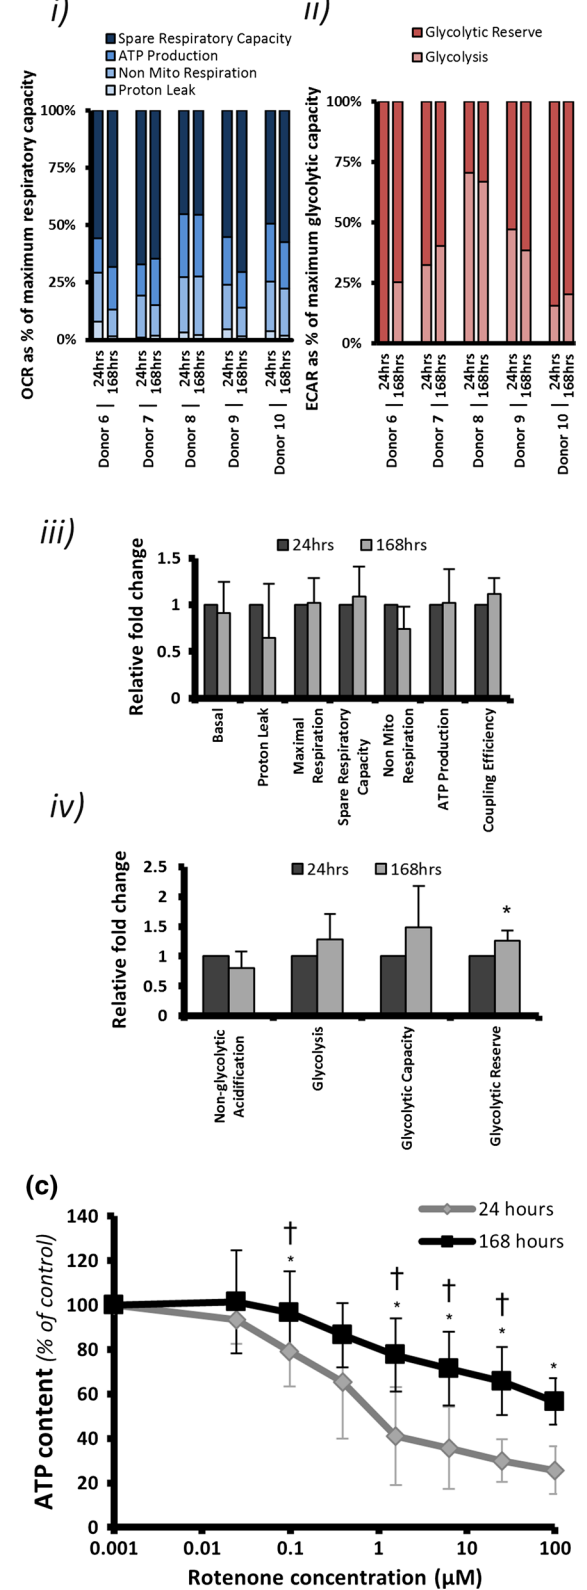 i)
Spare Respiratory Capacity
ATP Production
Non Mito Respiration
Proton Leak
OCR as % of maximum respiratory capacity
100%
75%
50%
25%
0%
24hrs
168hrs
24hrs
168hrs
24hrs
168hrs
24hrs
168hrs
24hrs
168hrs
Donor 6
Donor 7
Donor 8
Donor 9
Donor 10
ii)
Glycolytic Reserve
Glycolysis
ECAR as % of maximum glycolytic capacity
100%
75%
50%
25%
0%
24hrs
168hrs
24hrs
168hrs
24hrs
168hrs
24hrs
168hrs
24hrs
168hrs
Donor 6
Donor 7
Donor 8
Donor 9
Donor 10
iii)
24hrs
168hrs
Relative fold change
1.5
1
0.5
0
Basal
Proton Leak
Maximal
Respiration
Spare Respiratory
Capacity
Non Mito
Respiration
ATP Production
Coupling Efficiency
iv)
24hrs
168hrs
Relative fold change
2.5
2
1.5
1
0.5
0
*
Non-glycolytic
Acidification
Glycolysis
Glycolytic Capacity
Glycolytic Reserve
(c)
24 hours
168 hours
ATP content (% of control)
140
120
100
80
60
40
20
0
†
*
†
*
†
*
†
*
*
0.001
0.01
0.1
1
10
100
Rotenone concentration (µM)